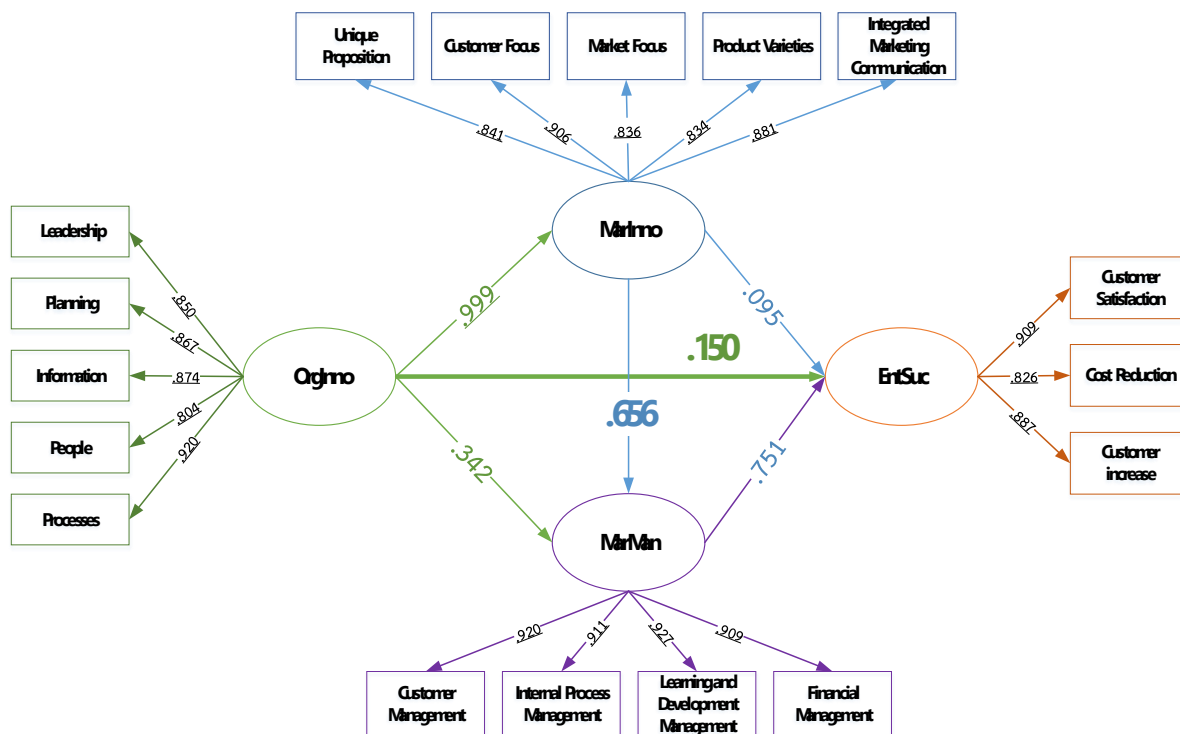 Unique
Proposition
Customer Focus
Market Focus
Product Varieties
Integrated
Marketing
Communication
.841
.906
.836
.834
.881
MarInno
Leadership
Planning
Information
People
Processes
.850
.867
.874
.804
.920
OrgInno
.999
.095
.150
.656
.342
.751
EntSuc
.909
.826
.887
Customer
Satisfaction
Cost Reduction
Customer
increase
MarMan
.920
.911
.927
.909
Customer
Management
Internal Process
Management
Learning and
Development
Management
Financial
Management